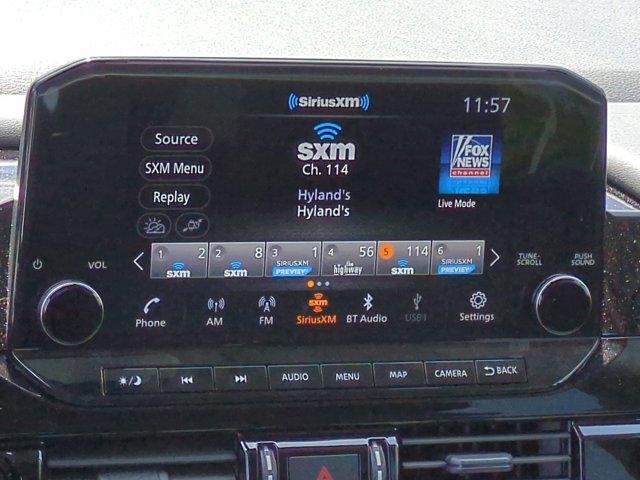 ((SiriusXM))
11:57
Source
sxm
FOX
NEWS
channel
SXM Menu
Ch. 114
Replay
Hyland's
Hyland's
Live Mode
1 2 2 8 3 1 4 56 5 114 6 1
sxm sxm SIRIUSXM PREVIEW the highway sxm SIRIUSXM PREVIEW
VOL
TUNE-
SCROLL
PUSH
SOUND
Phone AM FM SiriusXM BT Audio USB1 Settings
AUDIO MENU MAP CAMERA BACK